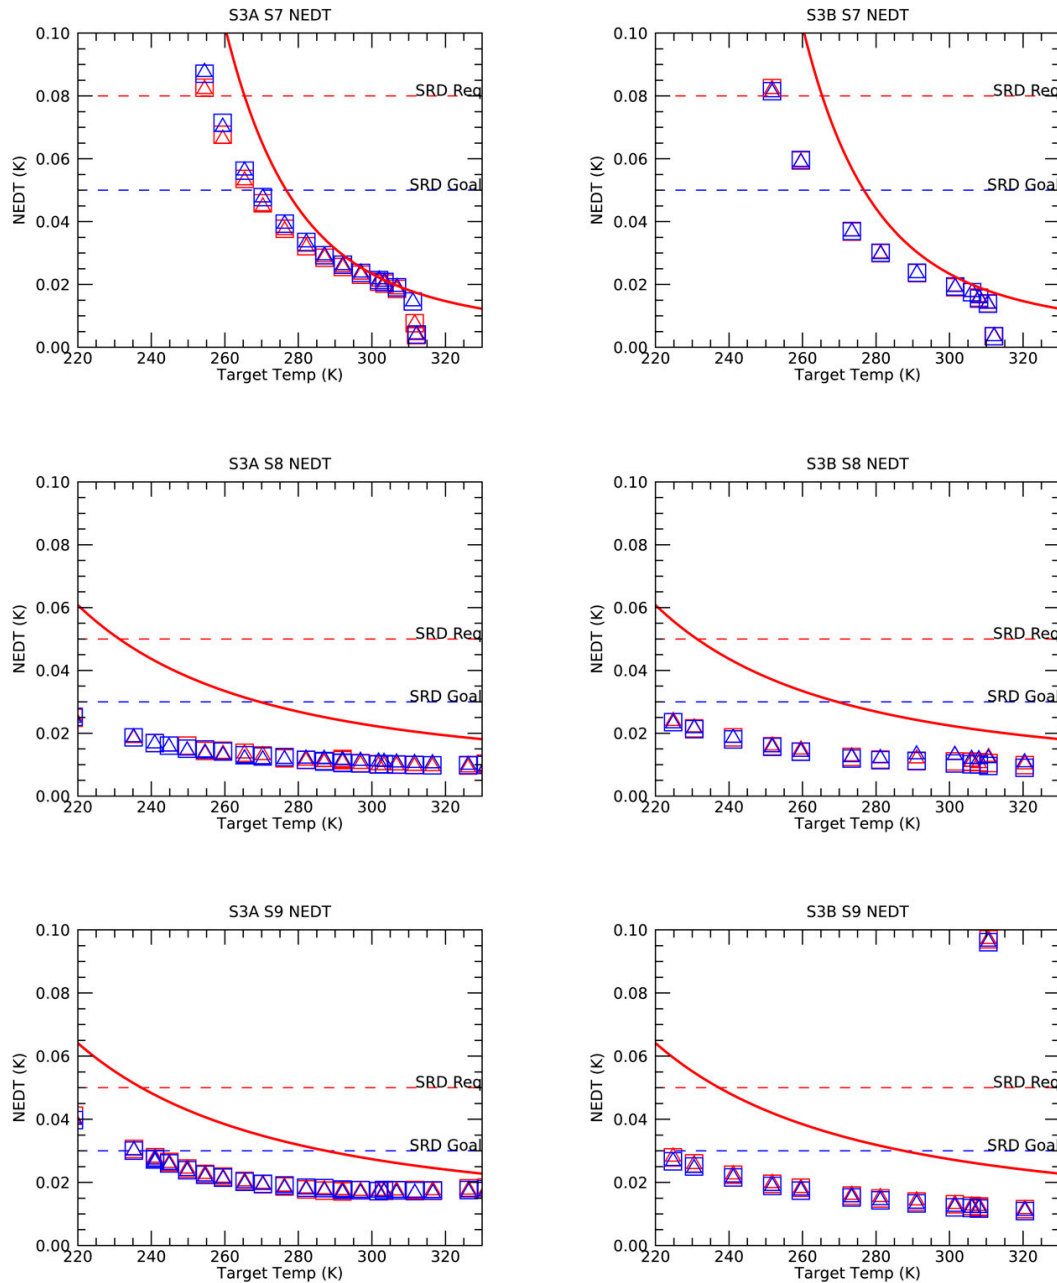 S3A S7 NEDT
0.10
0.08
0.06
0.04
0.02
0.00
NEDT (K)
SRD Req
SRD Goal
220 240 260 280 300 320
Target Temp (K)
S3B S7 NEDT
0.10
0.08
0.06
0.04
0.02
0.00
NEDT (K)
SRD Req
SRD Goal
220 240 260 280 300 320
Target Temp (K)
S3A S8 NEDT
0.10
0.08
0.06
0.04
0.02
0.00
NEDT (K)
SRD Req
SRD Goal
220 240 260 280 300 320
Target Temp (K)
S3B S8 NEDT
0.10
0.08
0.06
0.04
0.02
0.00
NEDT (K)
SRD Req
SRD Goal
220 240 260 280 300 320
Target Temp (K)
S3A S9 NEDT
0.10
0.08
0.06
0.04
0.02
0.00
NEDT (K)
SRD Req
SRD Goal
220 240 260 280 300 320
Target Temp (K)
S3B S9 NEDT
0.10
0.08
0.06
0.04
0.02
0.00
NEDT (K)
SRD Req
SRD Goal
220 240 260 280 300 320
Target Temp (K)